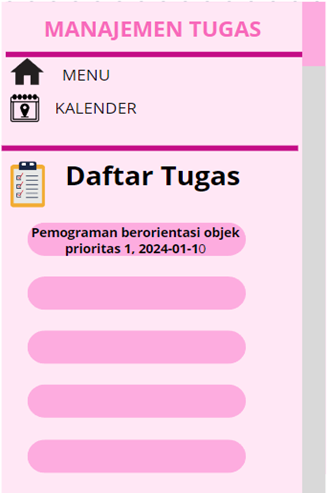 MANAJEMEN TUGAS
MENU
KALENDER
Daftar Tugas
Pemograman berorientasi objek
prioritas 1, 2024-01-10